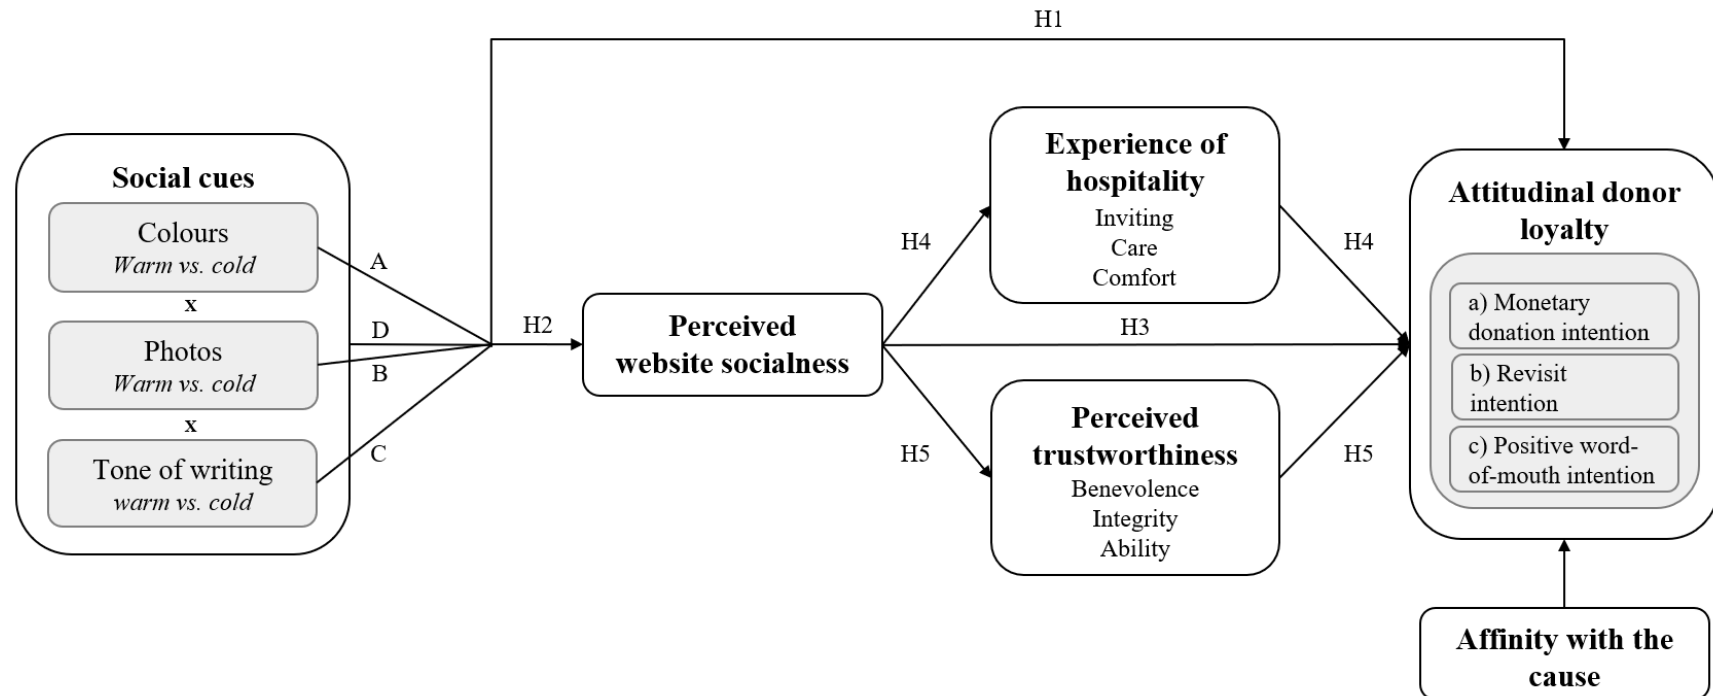 H1
Social cues
Colours
Warm vs. cold
x
Photos
Warm vs. cold
x
Tone of writing
warm vs. cold
A
D
B
C
H2
Perceived
website socialness
H4
H3
H5
Experience of
hospitality
Inviting
Care
Comfort
Perceived
trustworthiness
Benevolence
Integrity
Ability
H4
H5
Attitudinal donor
loyalty
a) Monetary
donation intention
b) Revisit
intention
c) Positive word-
of-mouth intention
Affinity with the
cause